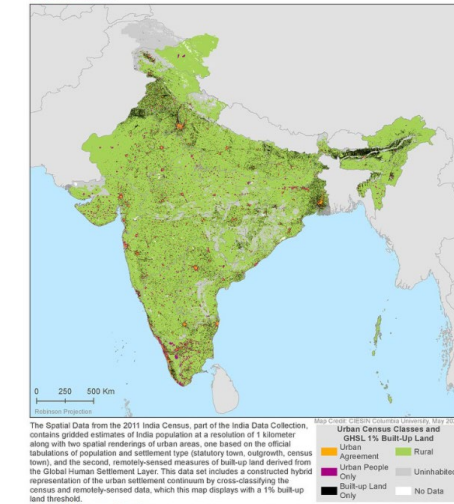 0 250 500 Km
Robinson Projection
Map Credit: CIESIN Columbia University, May 20
The Spatial Data from the 2011 India Census, part of the India Data Collection,
contains gridded estimates of India population at a resolution of 1 kilometer
along with two spatial renderings of urban areas, one based on the official
tabulations of population and settlement type (statutory town, outgrowth, census
town), and the second, remotely-sensed measures of built-up land derived from
the Global Human Settlement Layer. This data set includes a constructed hybrid
representation of the urban settlement continuum by cross-classifying the
census and remotely-sensed data, which this map displays with a 1% built-up
land threshold.
Urban Census Classes and
GHSL 1% Built-Up Land
Urban
Agreement
Urban People
Only
Built-up Land
Only
Rural
Uninhabited
No Data